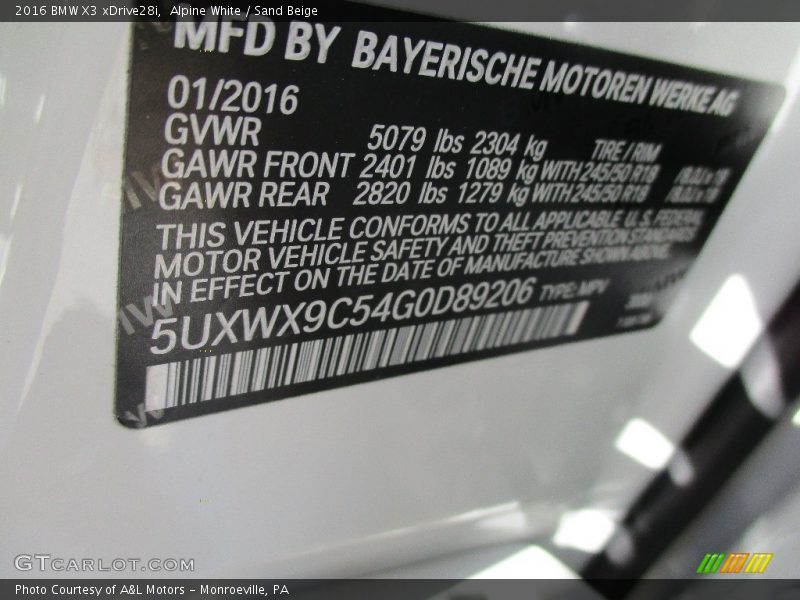 2016 BMW X3 xDrive28i, Alpine White / Sand Beige
MFD BY BAYERISCHE MOTOREN WERKE AG
01/2016
GVWR 5079 lbs 2304 kg TIRE / RIM
GAWR FRONT 2401 lbs 1089 kg WITH 245/50 R18
GAWR REAR 2820 lbs 1279 kg WITH 245/50 R18
THIS VEHICLE CONFORMS TO ALL APPLICABLE U.S. FEDERAL
MOTOR VEHICLE SAFETY AND THEFT PREVENTION STANDARDS
IN EFFECT ON THE DATE OF MANUFACTURE SHOWN ABOVE.
5UXWX9C54G0D89206 TYPE: MPV
GTCARLOT.COM
Photo Courtesy of A&L Motors - Monroeville, PA